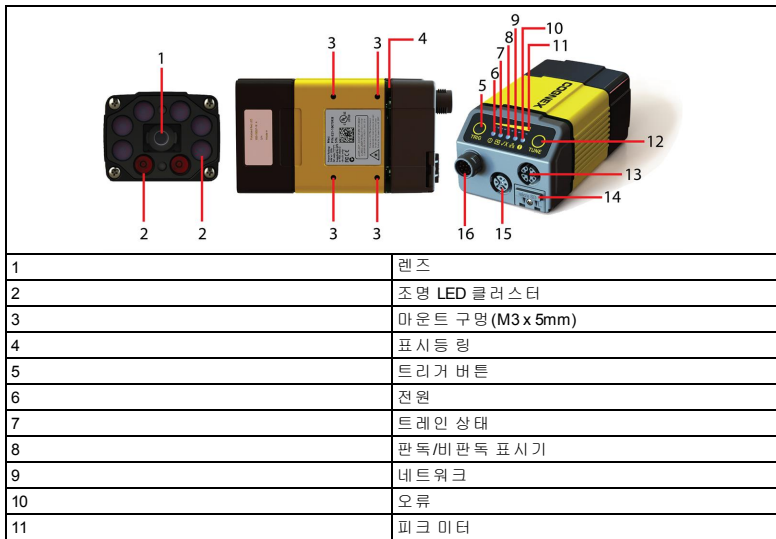 9
10
8
11
7
6
5
1
3
3
4
COGNEX
TRIG
TUNE
12
13
14
2
2
3
3
16
15
1 렌즈
2 조명 LED 클러스터
3 마운트 구멍(M3 x 5mm)
4 표시등 링
5 트리거 버튼
6 전원
7 트레인 상태
8 판독/비판독 표시기
9 네트워크
10 오류
11 피크 미터